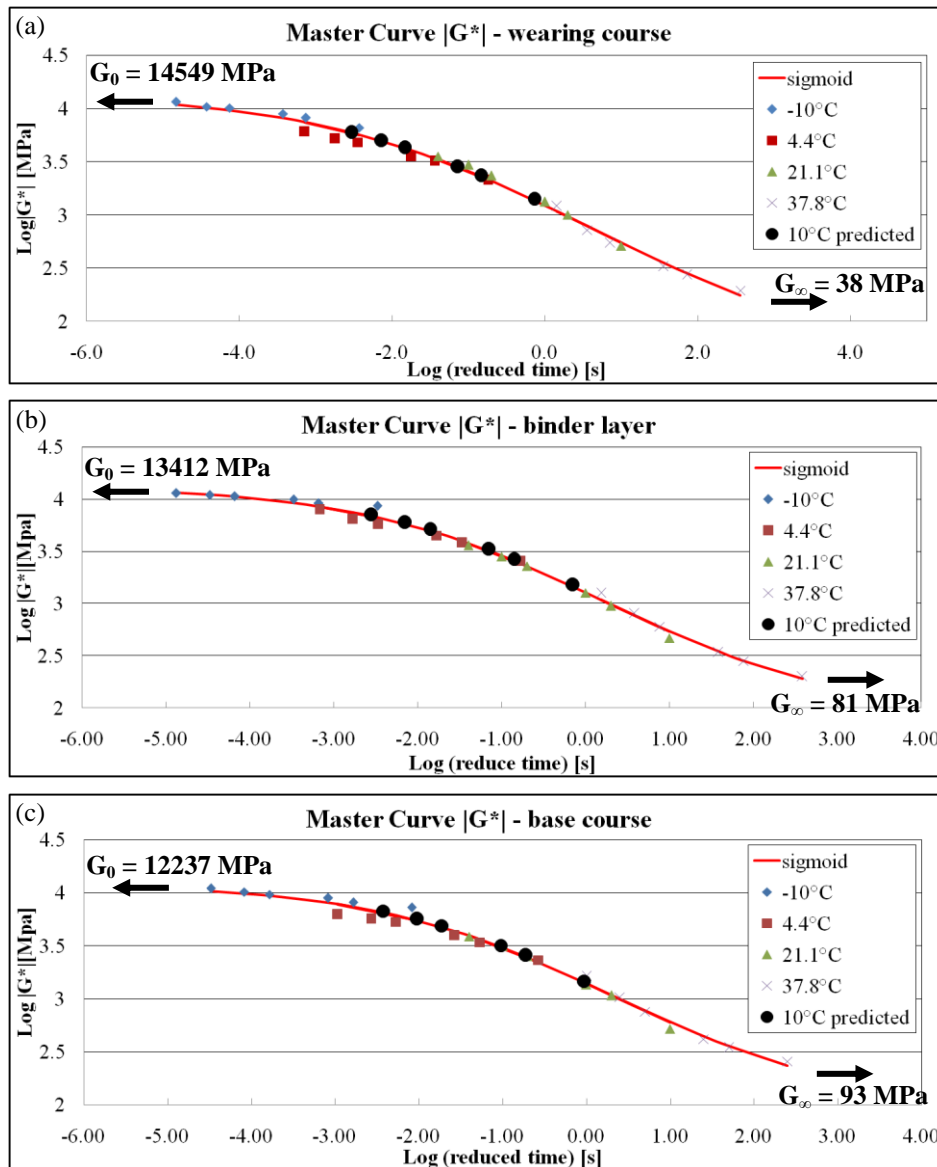 (a)
Master Curve |G*| - wearing course
G₀ = 14549 MPa
G∞ = 38 MPa
sigmoid
-10°C
4.4°C
21.1°C
37.8°C
10°C predicted
Log|G*| [MPa]
4.5
4
3.5
3
2.5
2
-6.0 -4.0 -2.0 0.0 2.0 4.0
Log (reduced time) [s]
(b)
Master Curve |G*| - binder layer
G₀ = 13412 MPa
G∞ = 81 MPa
sigmoid
-10°C
4.4°C
21.1°C
37.8°C
10°C predicted
Log |G*|[Mpa]
4.5
4
3.5
3
2.5
2
-6.00 -5.00 -4.00 -3.00 -2.00 -1.00 0.00 1.00 2.00 3.00 4.00
Log (reduce time) [s]
(c)
Master Curve |G*| - base course
G₀ = 12237 MPa
G∞ = 93 MPa
sigmoid
-10°C
4.4°C
21.1°C
37.8°C
10°C predicted
Log |G*|[Mpa]
4.5
4
3.5
3
2.5
2
-6.00 -5.00 -4.00 -3.00 -2.00 -1.00 0.00 1.00 2.00 3.00 4.00
Log (reduced time) [s]